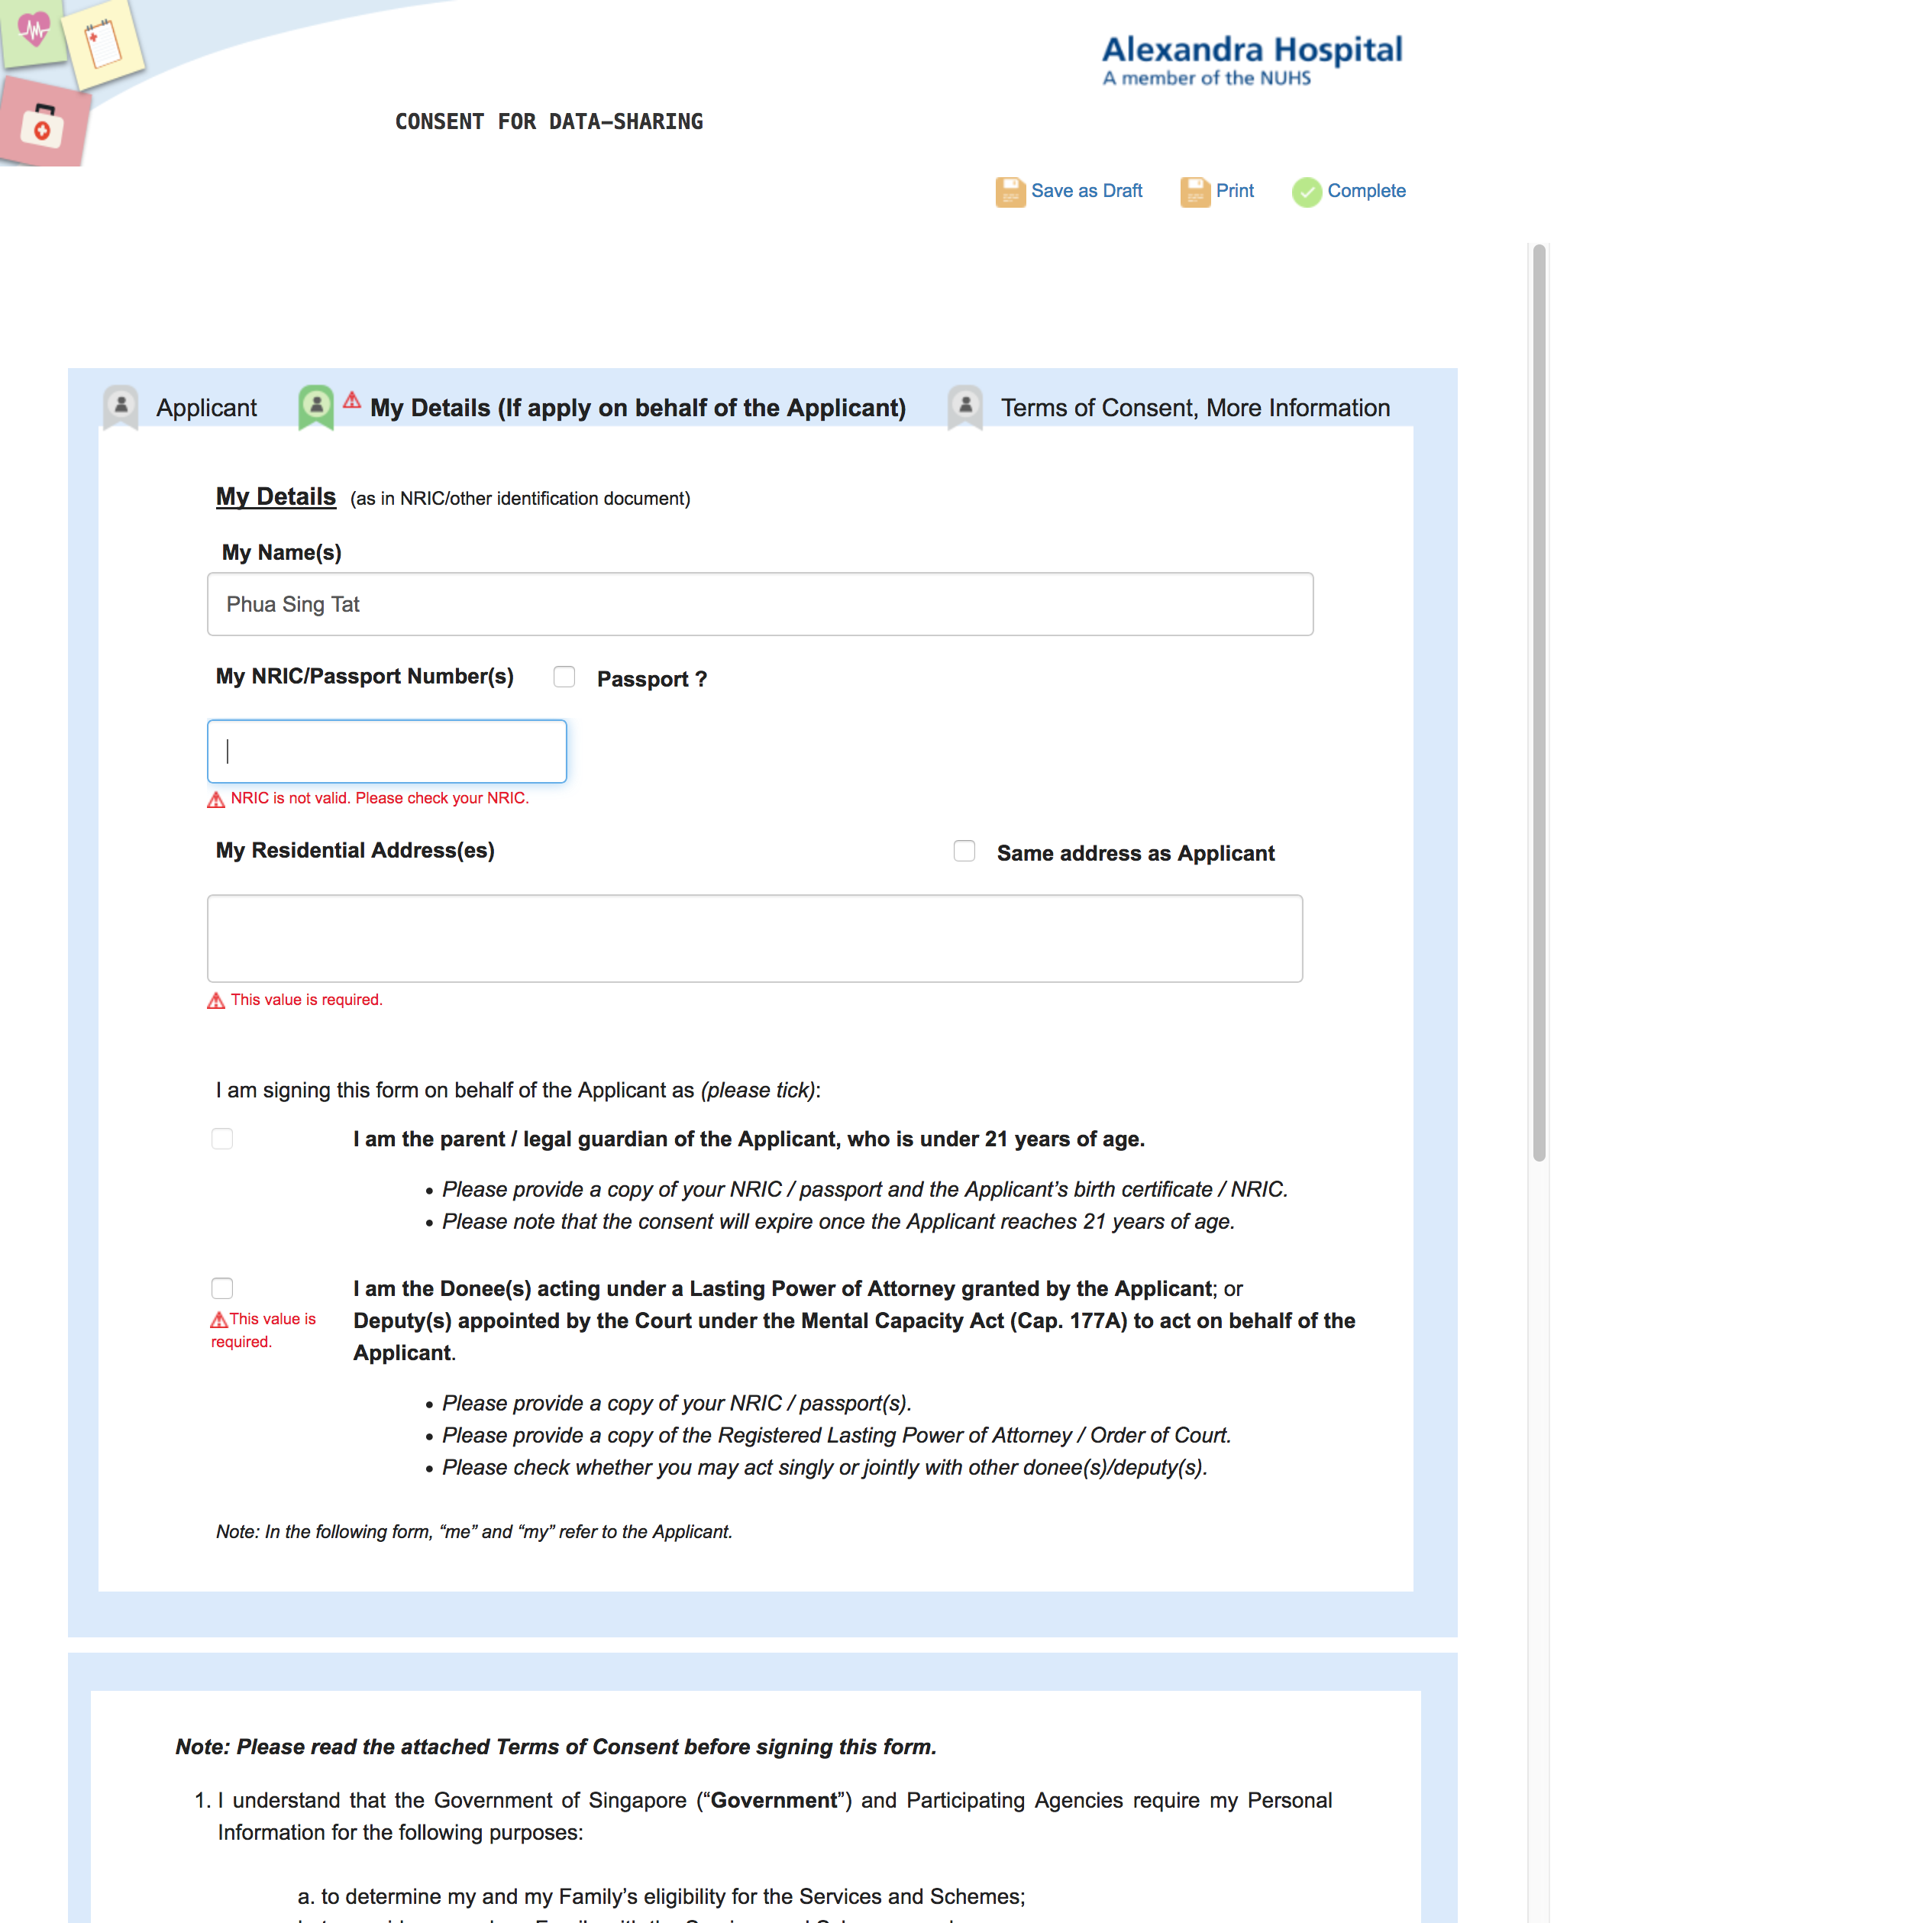 Alexandra Hospital
A member of the NUHS
CONSENT FOR DATA-SHARING
Save as Draft Print Complete
Applicant My Details (If apply on behalf of the Applicant) Terms of Consent, More Information
My Details (as in NRIC/other identification document)
My Name(s)
Phua Sing Tat
My NRIC/Passport Number(s) Passport ?
NRIC is not valid. Please check your NRIC.
My Residential Address(es) Same address as Applicant
This value is required.
I am signing this form on behalf of the Applicant as (please tick):
I am the parent / legal guardian of the Applicant, who is under 21 years of age.
• Please provide a copy of your NRIC / passport and the Applicant's birth certificate / NRIC.
• Please note that the consent will expire once the Applicant reaches 21 years of age.
I am the Donee(s) acting under a Lasting Power of Attorney granted by the Applicant; or
This value is required.
Deputy(s) appointed by the Court under the Mental Capacity Act (Cap. 177A) to act on behalf of the
Applicant.
• Please provide a copy of your NRIC / passport(s).
• Please provide a copy of the Registered Lasting Power of Attorney / Order of Court.
• Please check whether you may act singly or jointly with other donee(s)/deputy(s).
Note: In the following form, “me” and “my” refer to the Applicant.
Note: Please read the attached Terms of Consent before signing this form.
1. I understand that the Government of Singapore (“Government”) and Participating Agencies require my Personal
Information for the following purposes:
a. to determine my and my Family’s eligibility for the Services and Schemes;